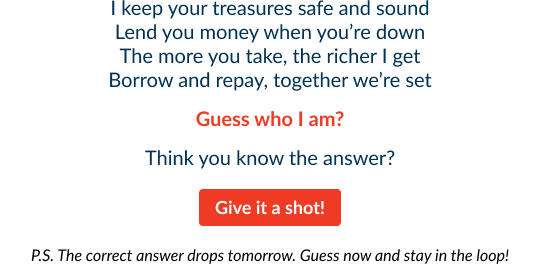 I keep your treasures safe and sound
Lend you money when you’re down
The more you take, the richer I get
Borrow and repay, together we’re set
Guess who I am?
Think you know the answer?
Give it a shot!
P.S. The correct answer drops tomorrow. Guess now and stay in the loop!